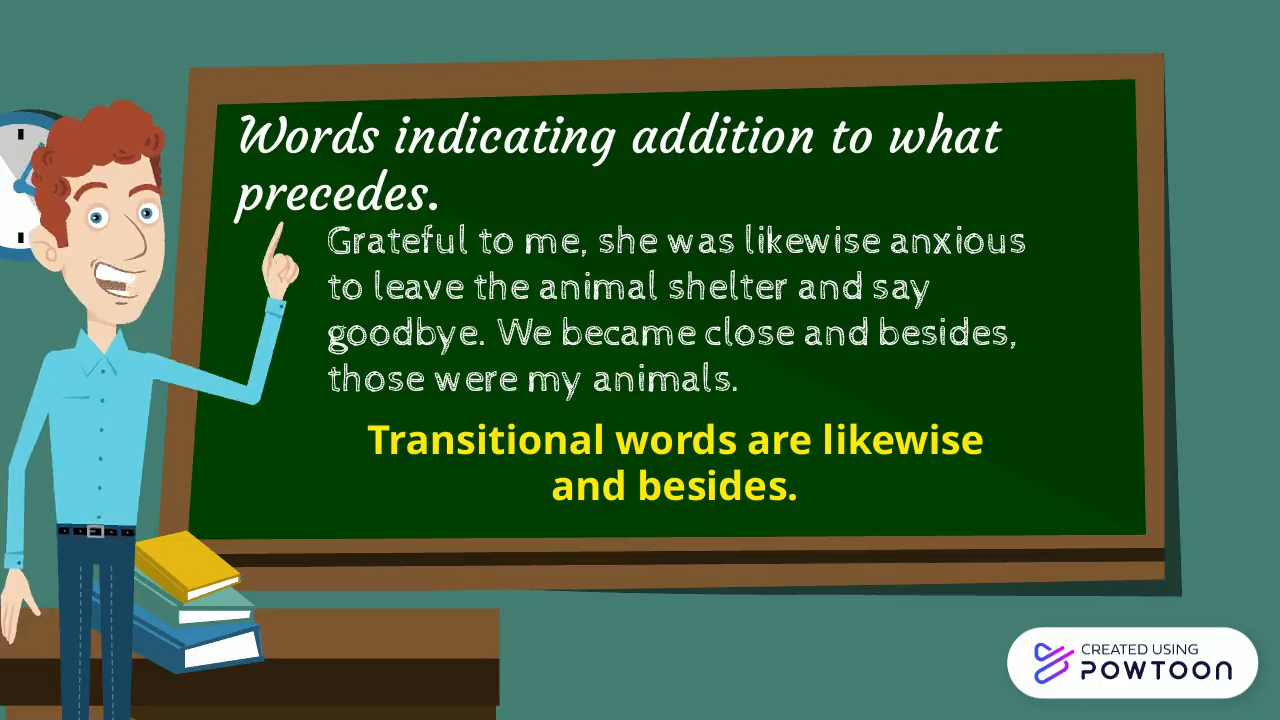 Words indicating addition to what
precedes.
Grateful to me, she was likewise anxious
to leave the animal shelter and say
goodbye. We became close and besides,
those were my animals.
Transitional words are likewise
and besides.
CREATED USING
POWTOON